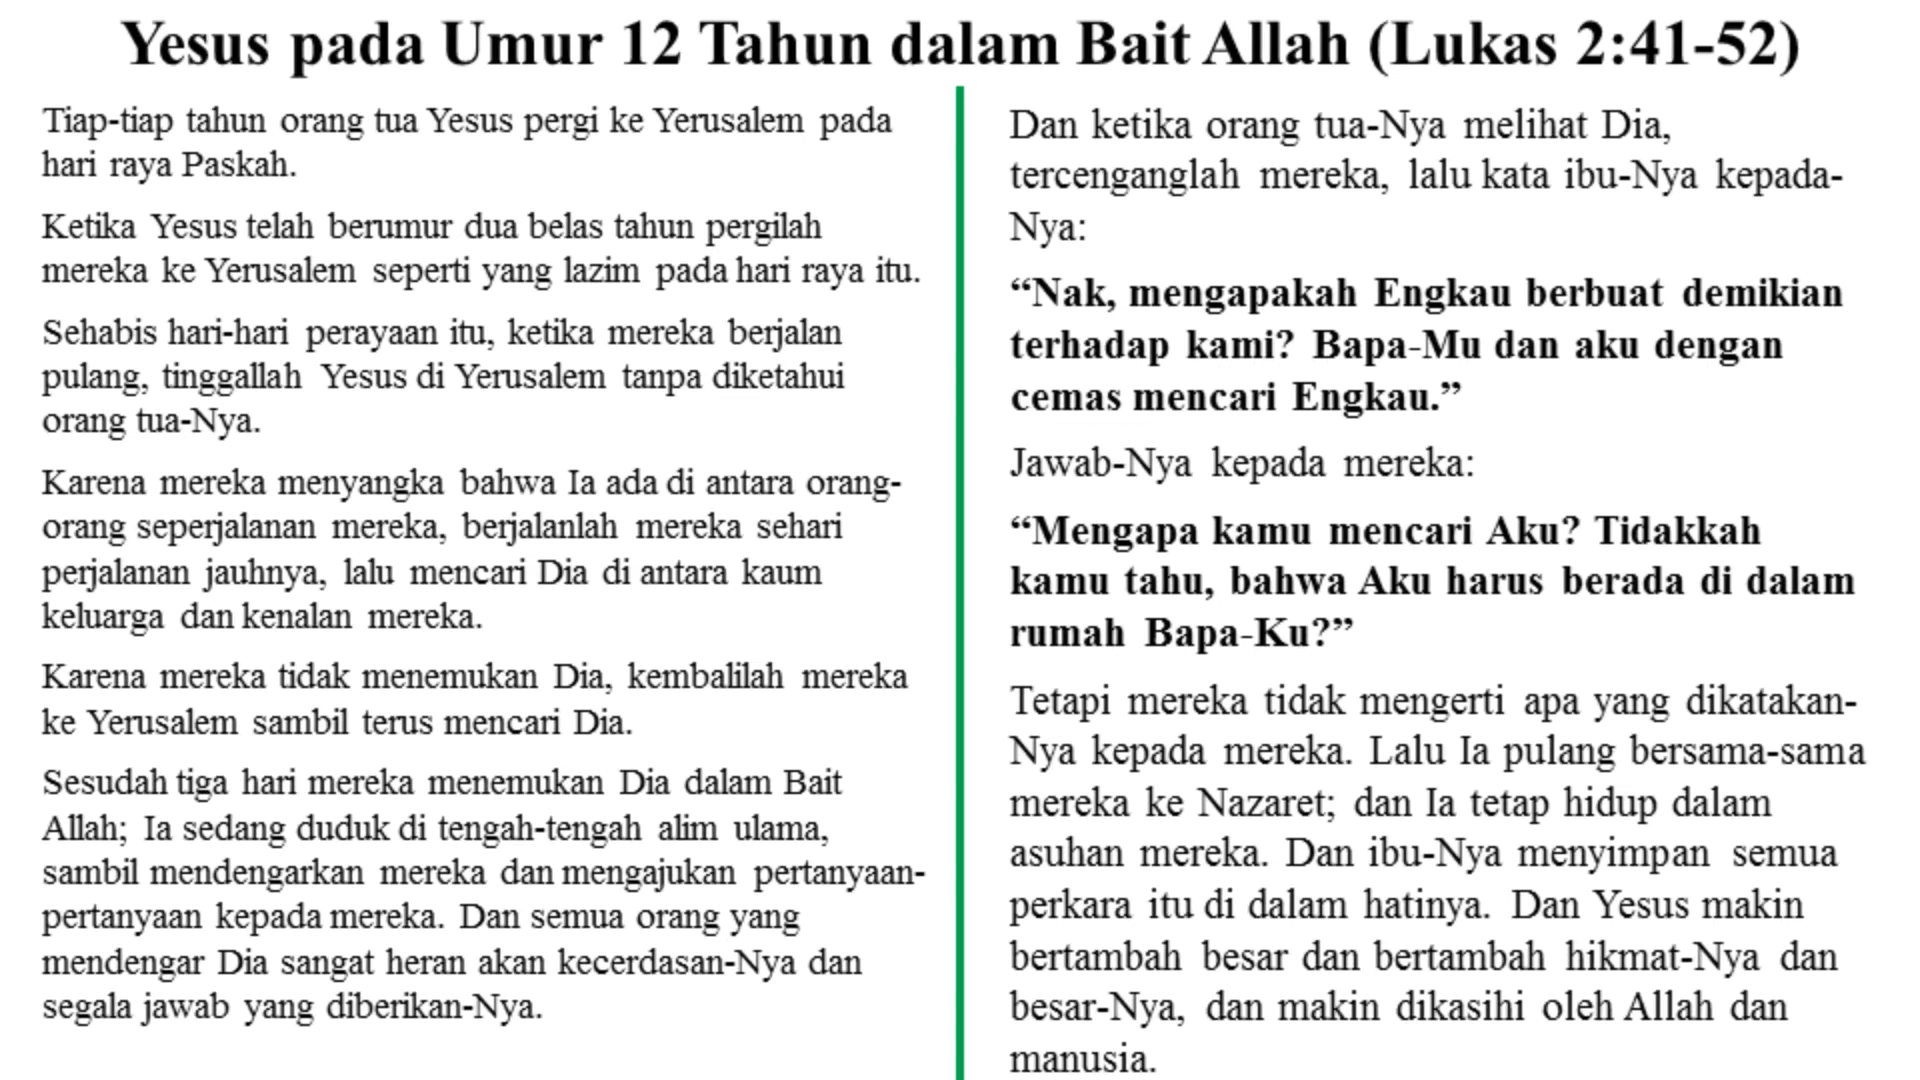 Yesus pada Umur 12 Tahun dalam Bait Allah (Lukas 2:41-52)
Tiap-tiap tahun orang tua Yesus pergi ke Yerusalem pada
hari raya Paskah.
Ketika Yesus telah berumur dua belas tahun pergilah
mereka ke Yerusalem seperti yang lazim pada hari raya itu.
Sehabis hari-hari perayaan itu, ketika mereka berjalan
pulang, tinggallah Yesus di Yerusalem tanpa diketahui
orang tua-Nya.
Karena mereka menyangka bahwa Ia ada di antara orang-
orang seperjalanan mereka, berjalanlah mereka sehari
perjalanan jauhnya, lalu mencari Dia di antara kaum
keluarga dan kenalan mereka.
Karena mereka tidak menemukan Dia, kembalilah mereka
ke Yerusalem sambil terus mencari Dia.
Sesudah tiga hari mereka menemukan Dia dalam Bait
Allah; Ia sedang duduk di tengah-tengah alim ulama,
sambil mendengarkan mereka dan mengajukan pertanyaan-
pertanyaan kepada mereka. Dan semua orang yang
mendengar Dia sangat heran akan kecerdasan-Nya dan
segala jawab yang diberikan-Nya.
Dan ketika orang tua-Nya melihat Dia,
tercenganglah mereka, lalu kata ibu-Nya kepada-
Nya:
“Nak, mengapakah Engkau berbuat demikian
terhadap kami? Bapa-Mu dan aku dengan
cemas mencari Engkau.”
Jawab-Nya kepada mereka:
“Mengapa kamu mencari Aku? Tidakkah
kamu tahu, bahwa Aku harus berada di dalam
rumah Bapa-Ku?”
Tetapi mereka tidak mengerti apa yang dikatakan-
Nya kepada mereka. Lalu Ia pulang bersama-sama
mereka ke Nazaret; dan Ia tetap hidup dalam
asuhan mereka. Dan ibu-Nya menyimpan semua
perkara itu di dalam hatinya. Dan Yesus makin
bertambah besar dan bertambah hikmat-Nya dan
besar-Nya, dan makin dikasihi oleh Allah dan
manusia.